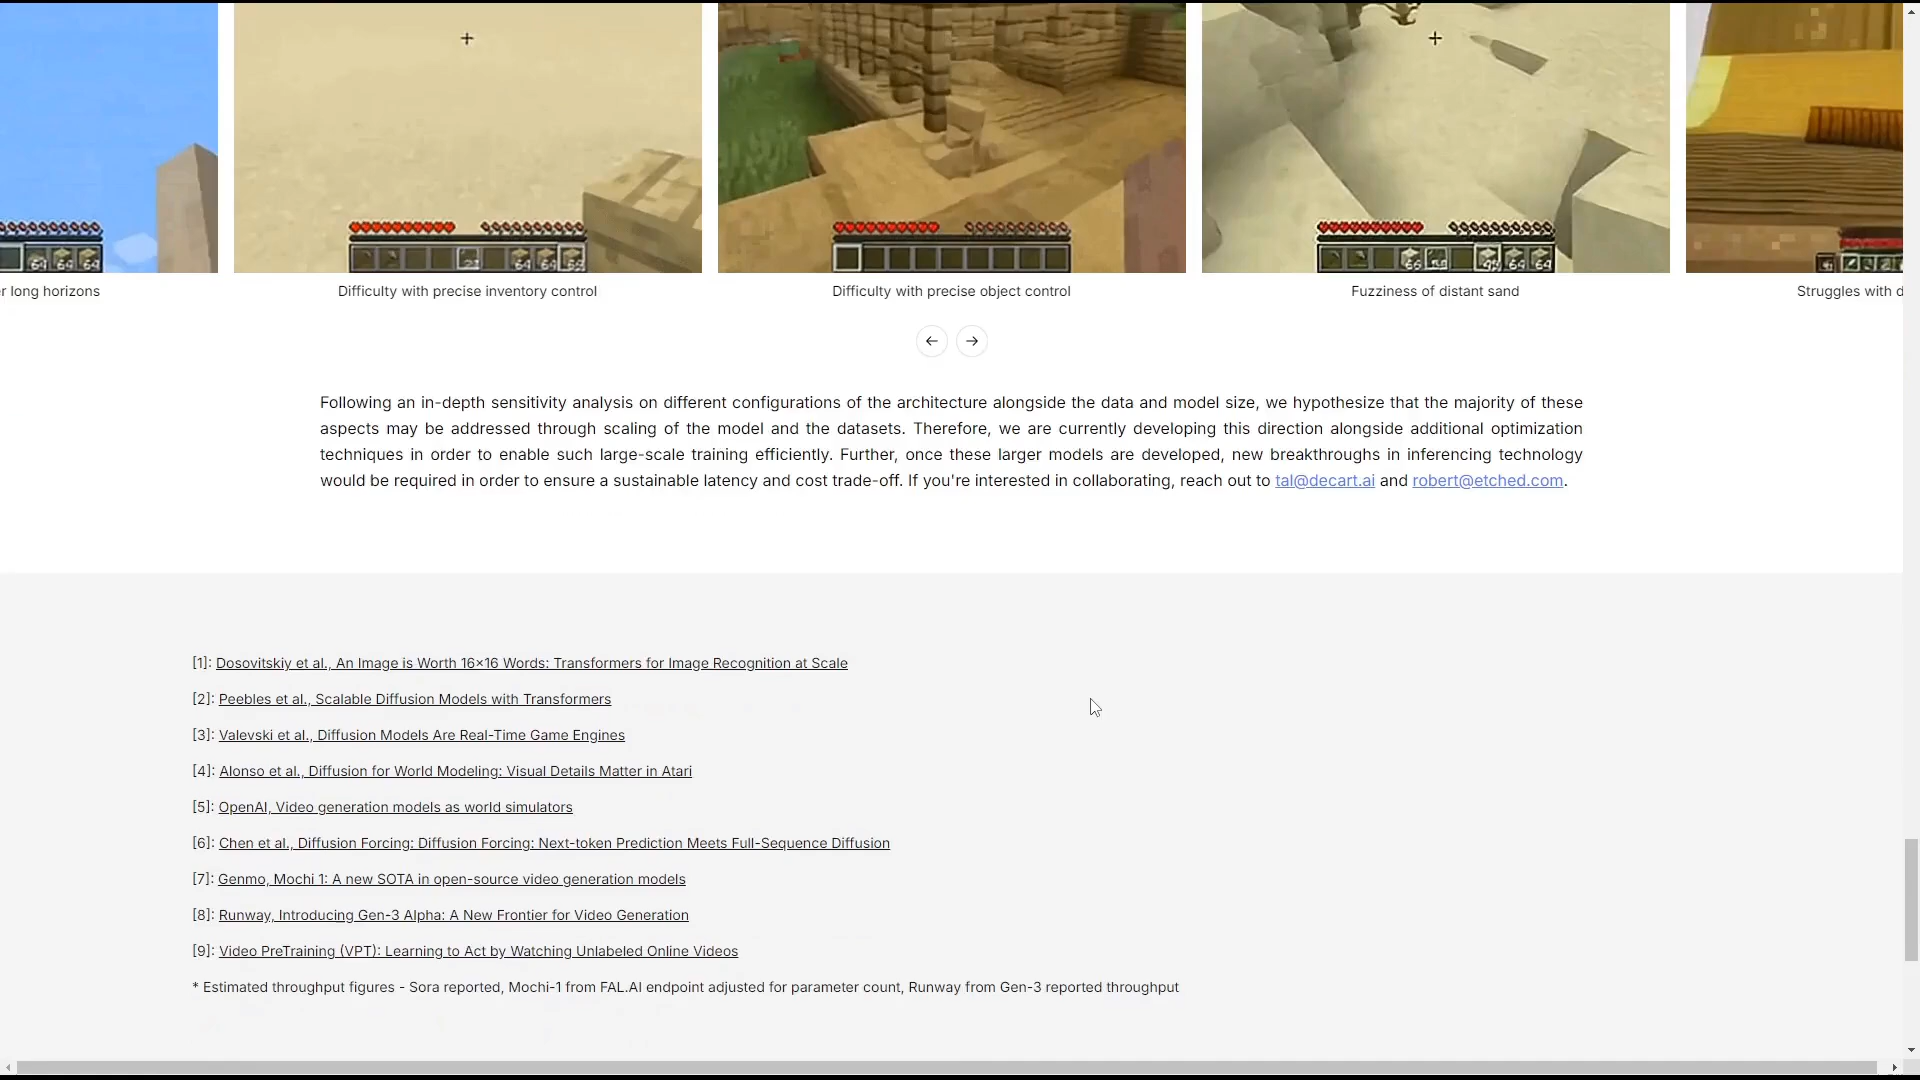 r long horizons
Difficulty with precise inventory control
Difficulty with precise object control
Fuzziness of distant sand
Struggles with d
Following an in-depth sensitivity analysis on different configurations of the architecture alongside the data and model size, we hypothesize that the majority of these
aspects may be addressed through scaling of the model and the datasets. Therefore, we are currently developing this direction alongside additional optimization
techniques in order to enable such large-scale training efficiently. Further, once these larger models are developed, new breakthroughs in inferencing technology
would be required in order to ensure a sustainable latency and cost trade-off. If you're interested in collaborating, reach out to tal@decart.ai and robert@etched.com.
[1]: Dosovitskiy et al., An Image is Worth 16×16 Words: Transformers for Image Recognition at Scale
[2]: Peebles et al., Scalable Diffusion Models with Transformers
[3]: Valevski et al., Diffusion Models Are Real-Time Game Engines
[4]: Alonso et al., Diffusion for World Modeling: Visual Details Matter in Atari
[5]: OpenAI, Video generation models as world simulators
[6]: Chen et al., Diffusion Forcing: Diffusion Forcing: Next-token Prediction Meets Full-Sequence Diffusion
[7]: Genmo, Mochi 1: A new SOTA in open-source video generation models
[8]: Runway, Introducing Gen-3 Alpha: A New Frontier for Video Generation
[9]: Video PreTraining (VPT): Learning to Act by Watching Unlabeled Online Videos
* Estimated throughput figures - Sora reported, Mochi-1 from FAL.AI endpoint adjusted for parameter count, Runway from Gen-3 reported throughput